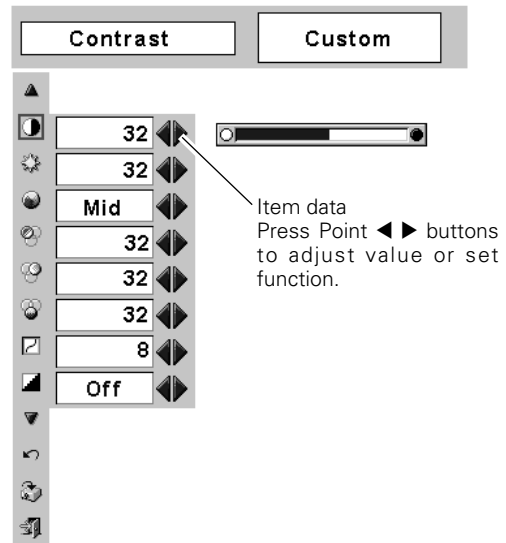 Contrast
Custom
32
32
Mid
32
32
32
8
Off
Item data
Press Point ◀ ▶ buttons
to adjust value or set
function.